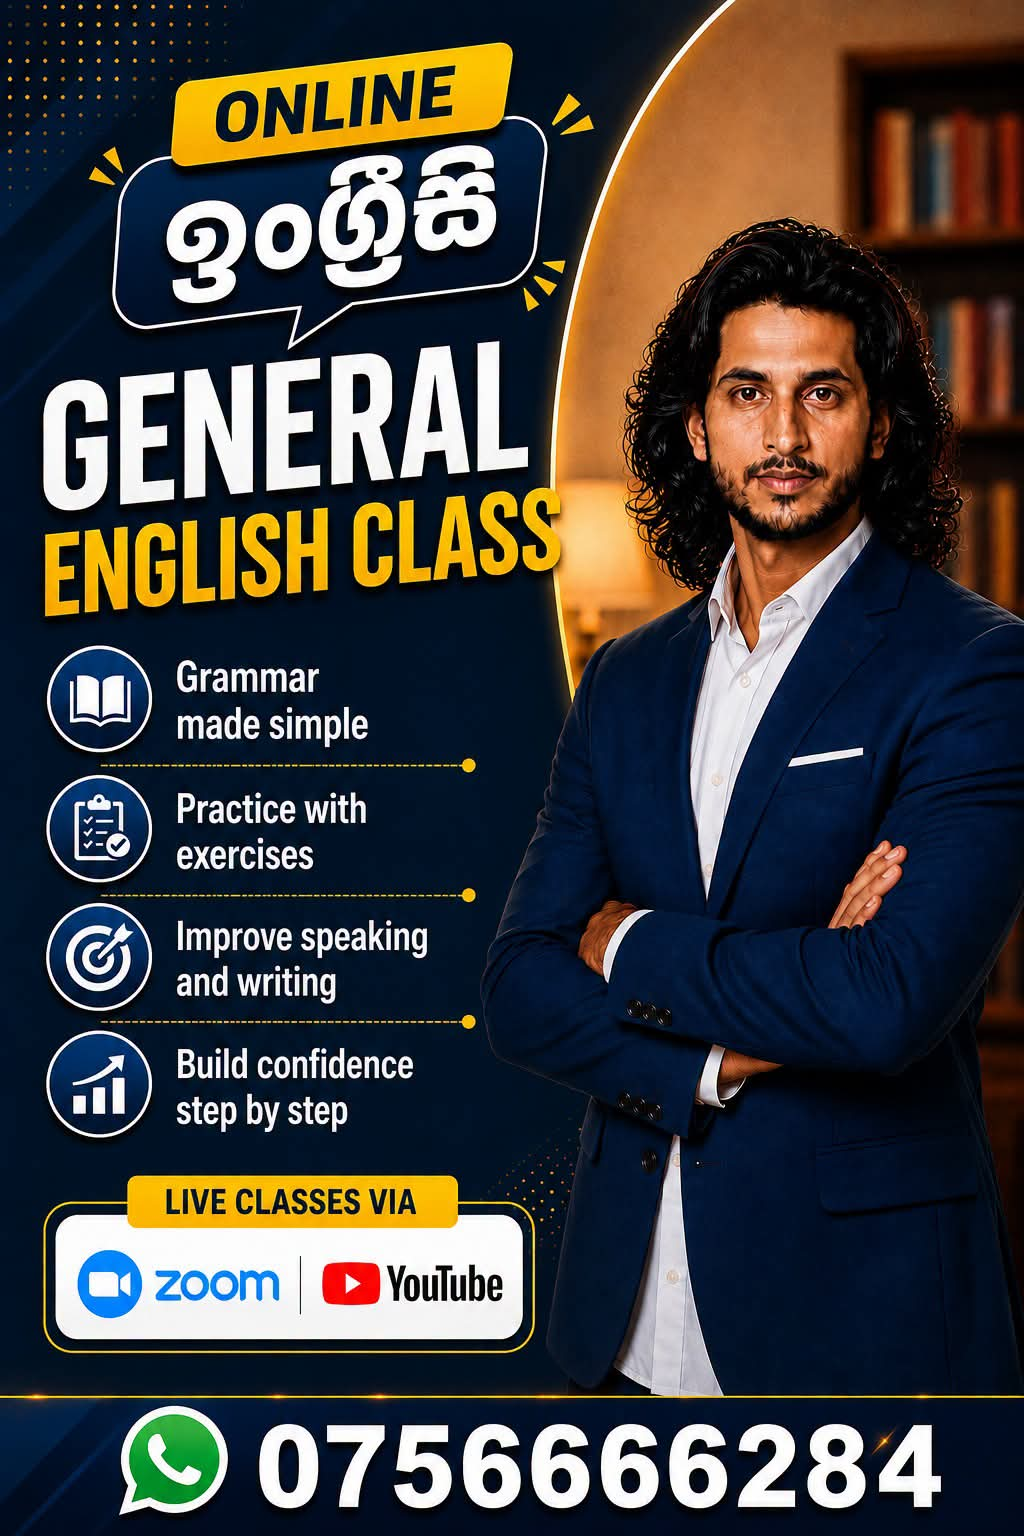 ONLINE
ඉංග්‍රීසි
GENERAL
ENGLISH CLASS
Grammar
made simple
Practice with
exercises
Improve speaking
and writing
Build confidence
step by step
LIVE CLASSES VIA
zoom
YouTube
0756666284